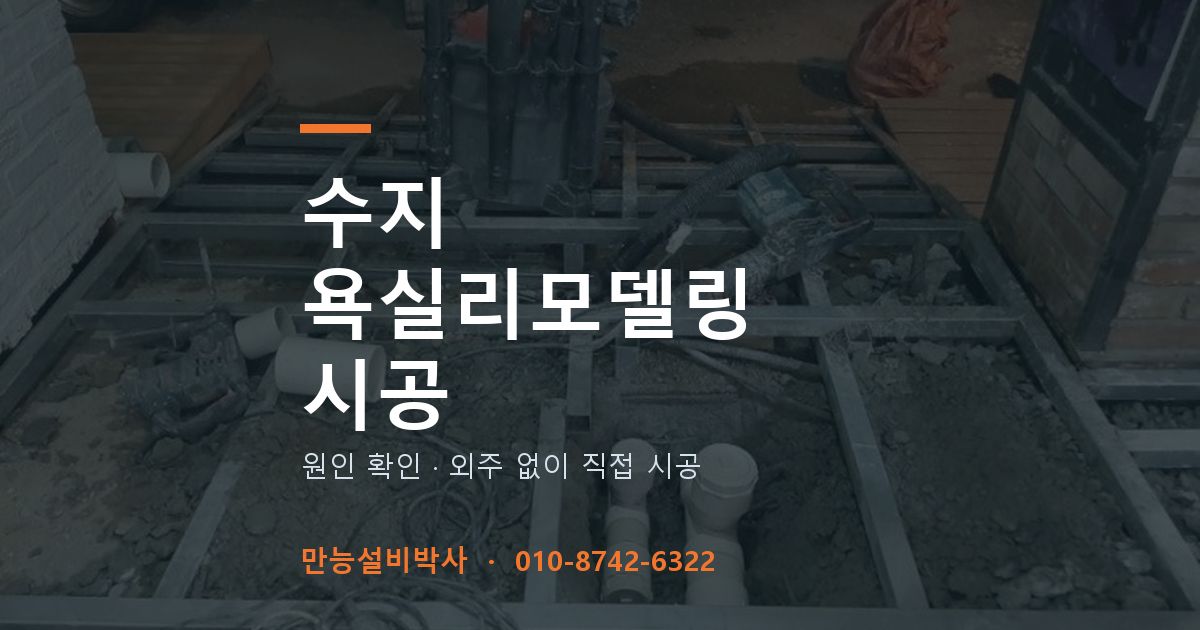 수지
욕실리모델링
시공
원인 확인 · 외주 없이 직접 시공
만능설비박사 · 010-8742-6322